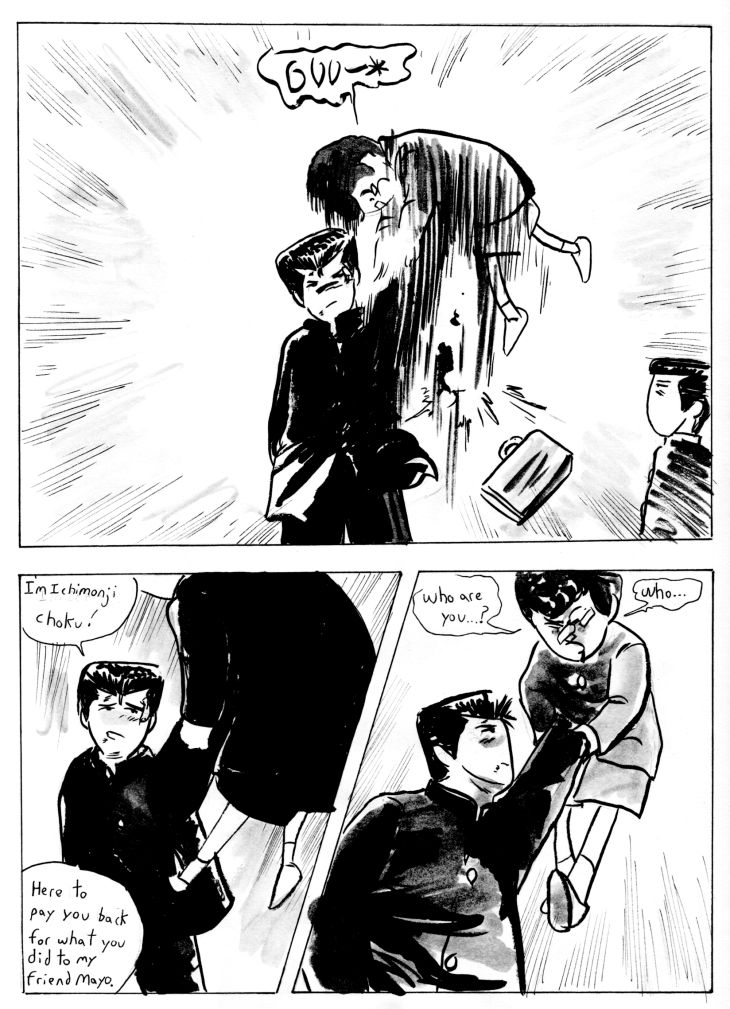 GUU—*
I'm Ichimonji
choku!
Here to
pay you back
for what you
did to my
friend Mayo.
who are
you...?
who...